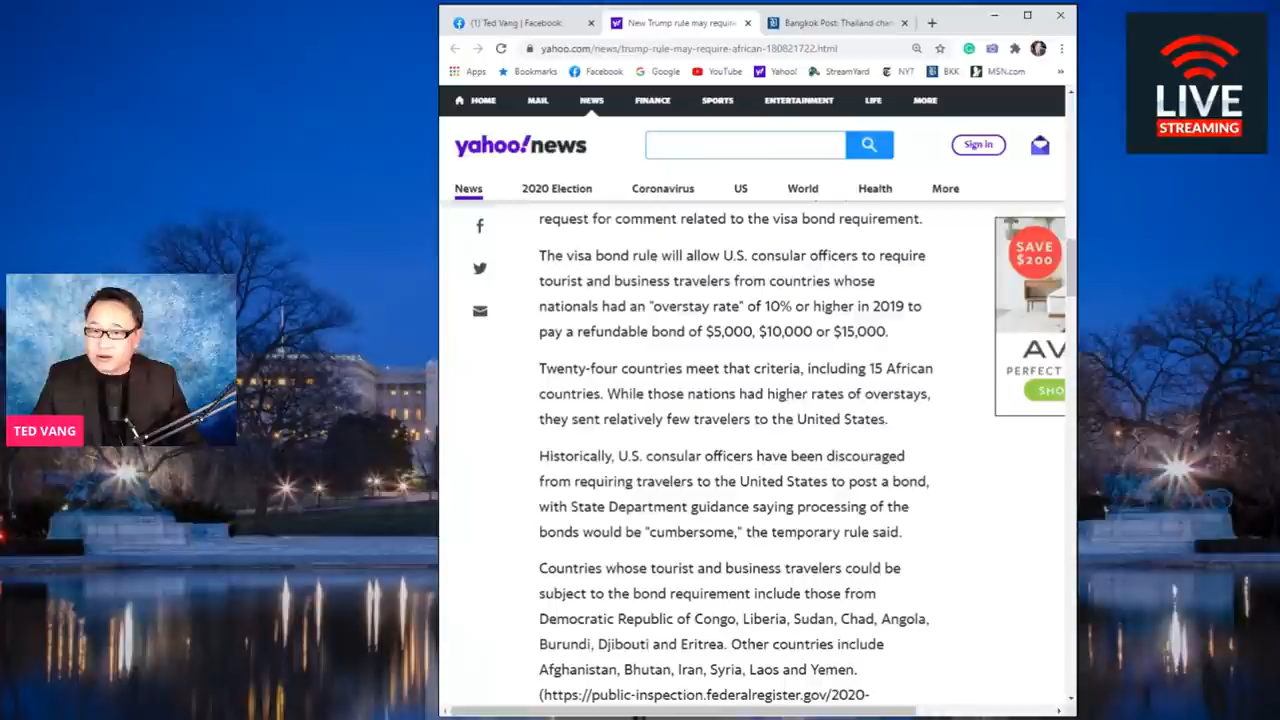 (1) Ted Vang | Facebook
New Trump rule may require
Bangkok Post: Thailand chan
yahoo.com/news/trump-rule-may-require-african-180821722.html
Apps Bookmarks Facebook Google YouTube Yahoo! StreamYard NYT BKK MSN.com »
HOME MAIL NEWS FINANCE SPORTS ENTERTAINMENT LIFE MORE
yahoo!news
Sign in
News 2020 Election Coronavirus US World Health More
request for comment related to the visa bond requirement.
The visa bond rule will allow U.S. consular officers to require
tourist and business travelers from countries whose
nationals had an "overstay rate" of 10% or higher in 2019 to
pay a refundable bond of $5,000, $10,000 or $15,000.
Twenty-four countries meet that criteria, including 15 African
countries. While those nations had higher rates of overstays,
they sent relatively few travelers to the United States.
Historically, U.S. consular officers have been discouraged
from requiring travelers to the United States to post a bond,
with State Department guidance saying processing of the
bonds would be "cumbersome," the temporary rule said.
Countries whose tourist and business travelers could be
subject to the bond requirement include those from
Democratic Republic of Congo, Liberia, Sudan, Chad, Angola,
Burundi, Djibouti and Eritrea. Other countries include
Afghanistan, Bhutan, Iran, Syria, Laos and Yemen.
(https://public-inspection.federalregister.gov/2020-
SAVE
$200
AV
PERFECT
SHO
LIVE
STREAMING
TED VANG